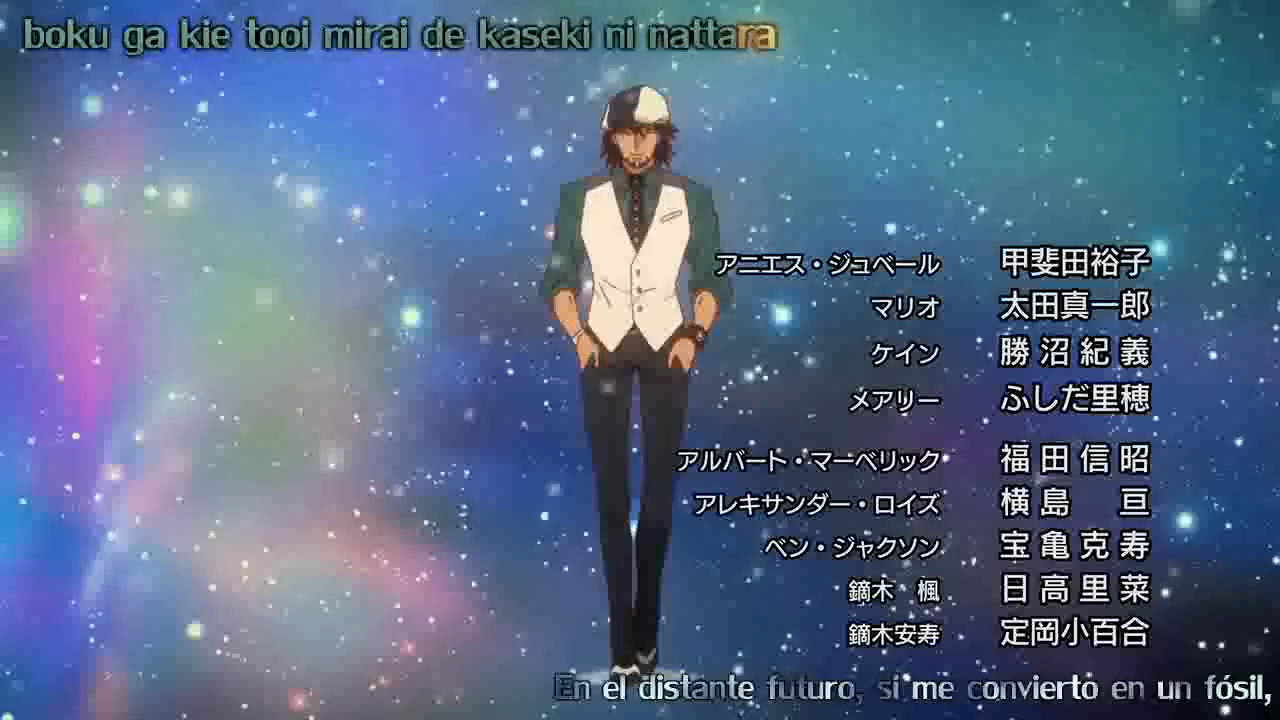 boku ga kie tooi mirai de kaseki ni nattara
アニエス・ジュベール 甲斐田裕子
マリオ 太田真一郎
ケイン 勝沼紀義
メアリー ふしだ里穂
アルバート・マーベリック 福田信昭
アレキサンダー・ロイズ 横島 亘
ベン・ジャクソン 宝亀克寿
鏑木 楓 日高里菜
鏑木安寿 定岡小百合
En el distante futuro, si me convierto en un fósil,